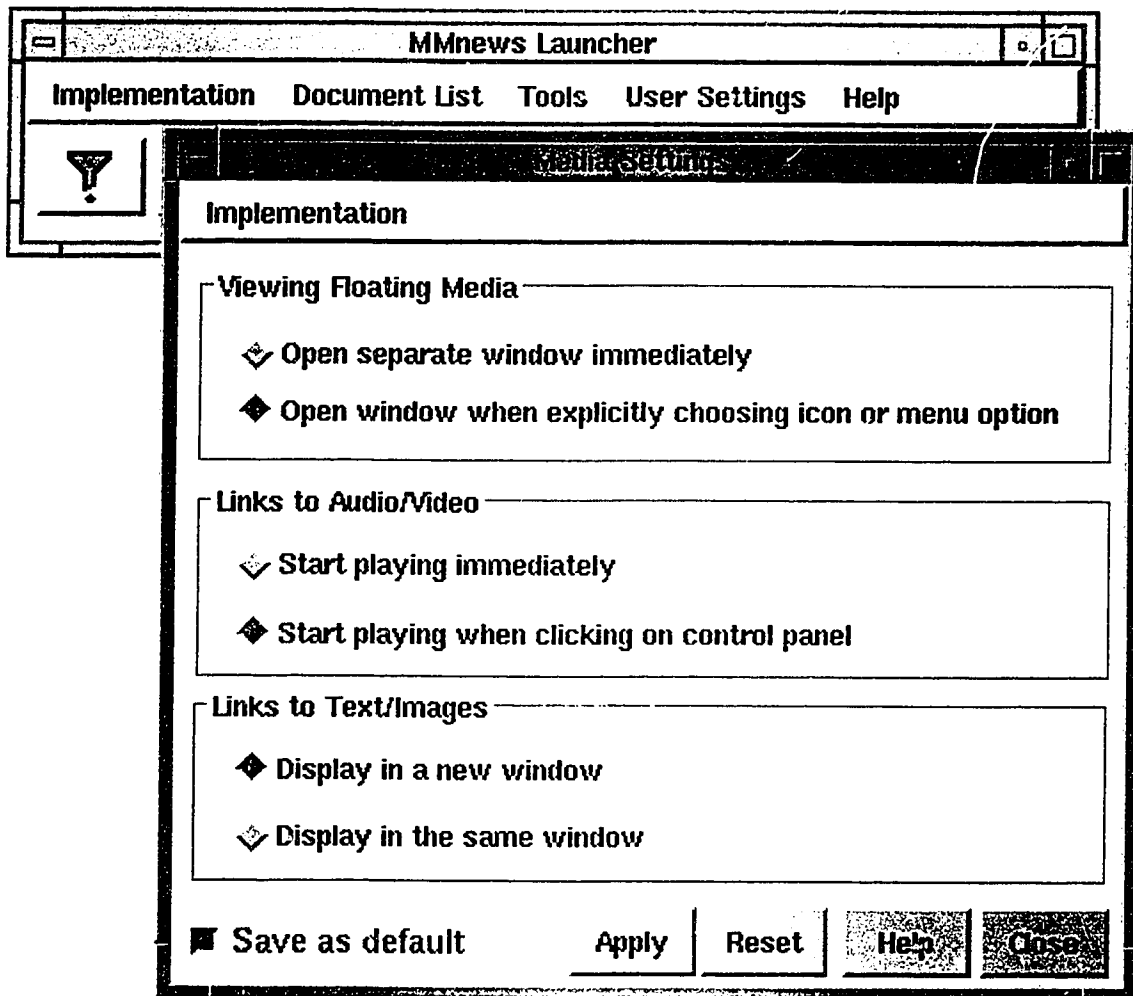 MMnews Launcher
Implementation Document List Tools User Settings Help
Media Settings
Implementation
Viewing Floating Media
Open separate window immediately
Open window when explicitly choosing icon or menu option
Links to Audio/Video
Start playing immediately
Start playing when clicking on control panel
Links to Text/Images
Display in a new window
Display in the same window
Save as default Apply Reset Help Close